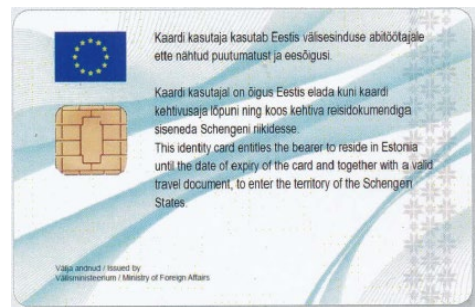 Kaardi kasutaja kasutab Eestis välisesinduse abitöötajale
ette nähtud puutumatust ja eesõigusi.
Kaardi kasutajal on õigus Eestis elada kuni kaardi
kehtivusaja lõpuni ning koos kehtiva reisidokumendiga
siseneda Schengeni riikidesse.
This identity card entitles the bearer to reside in Estonia
until the date of expiry of the card and together with a valid
travel document, to enter the territory of the Schengen
States.
Välja andnud / Issued by
Välisministeerium / Ministry of Foreign Affairs